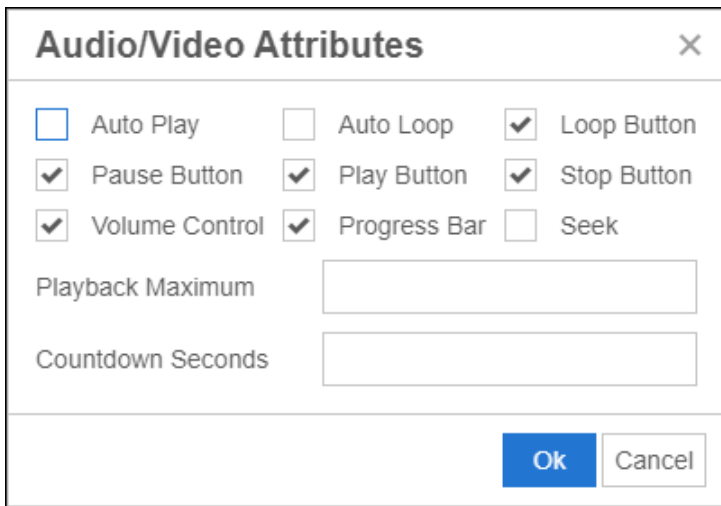 Audio/Video Attributes
Auto Play Auto Loop Loop Button
Pause Button Play Button Stop Button
Volume Control Progress Bar Seek
Playback Maximum
Countdown Seconds
Ok Cancel